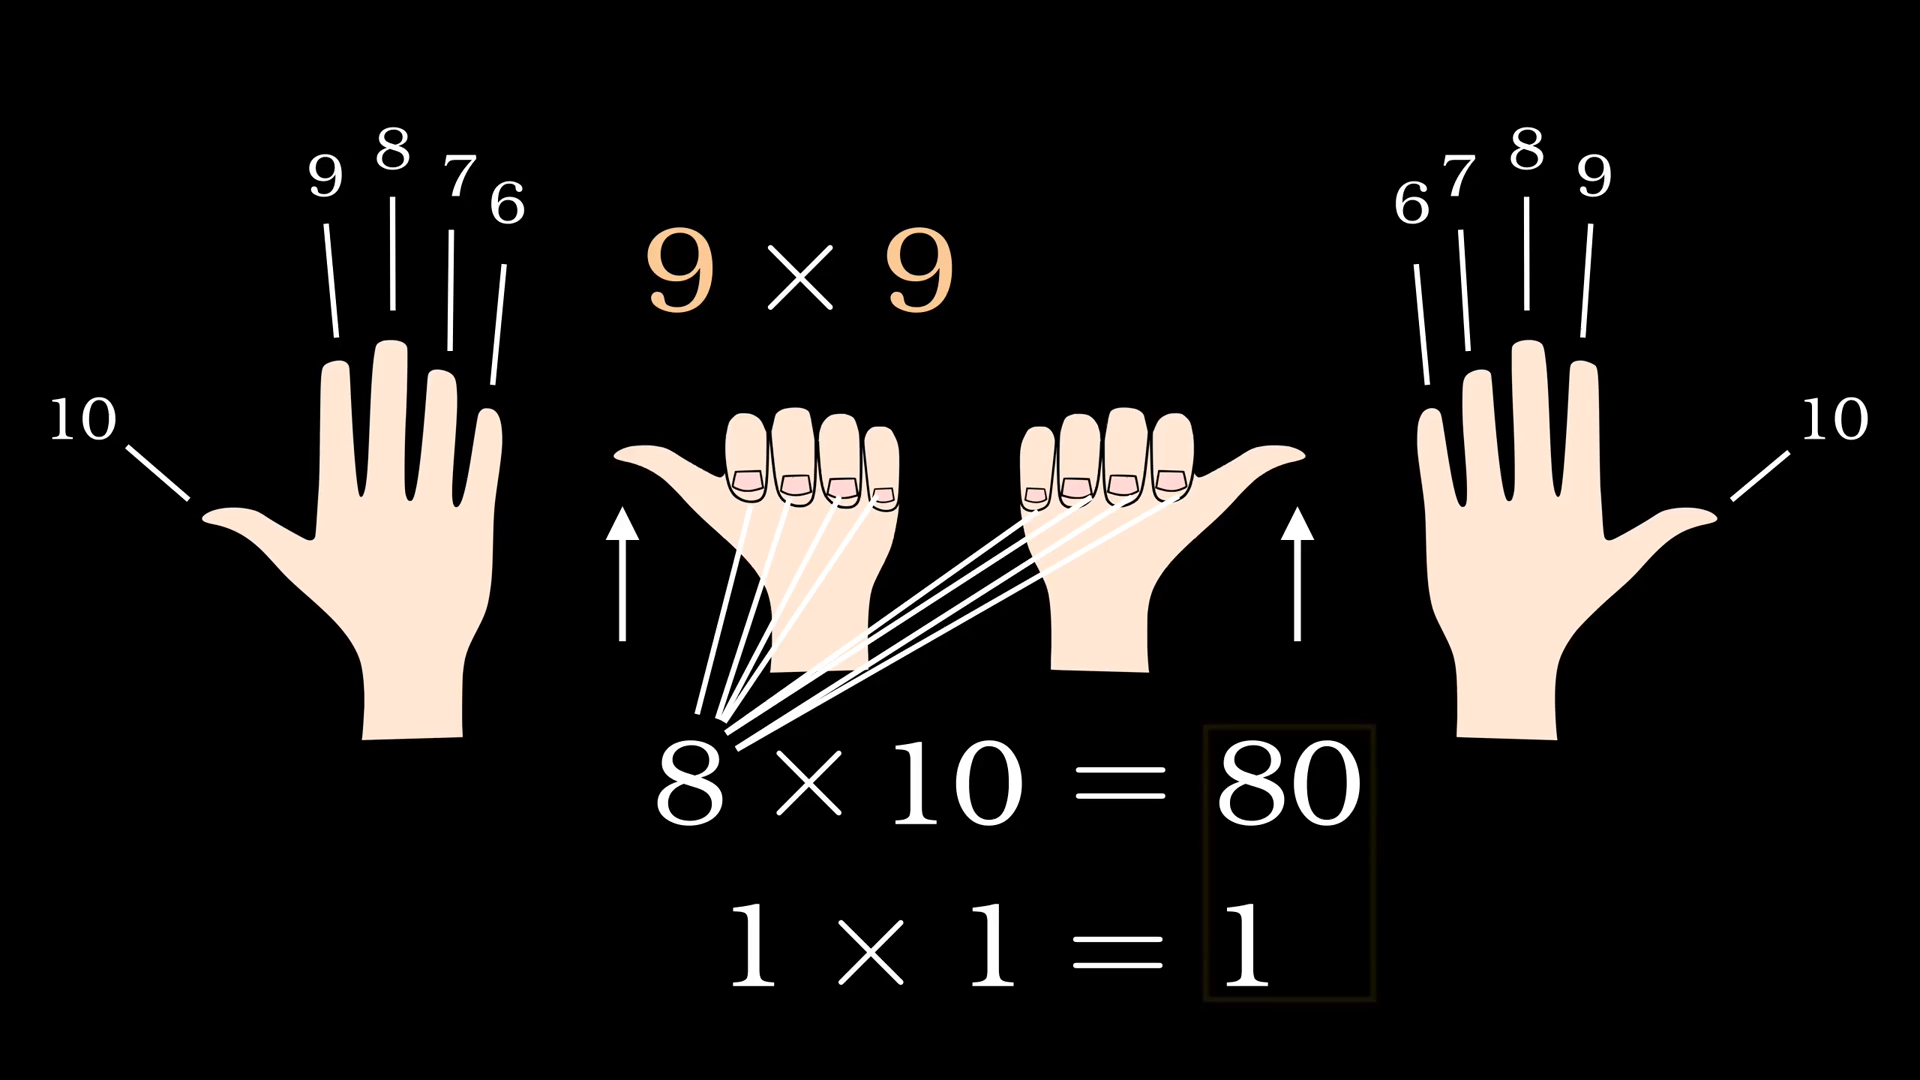 9 8 7 6
10
9 × 9
6 7 8 9
10
8 × 10 = 80
1 × 1 = 1